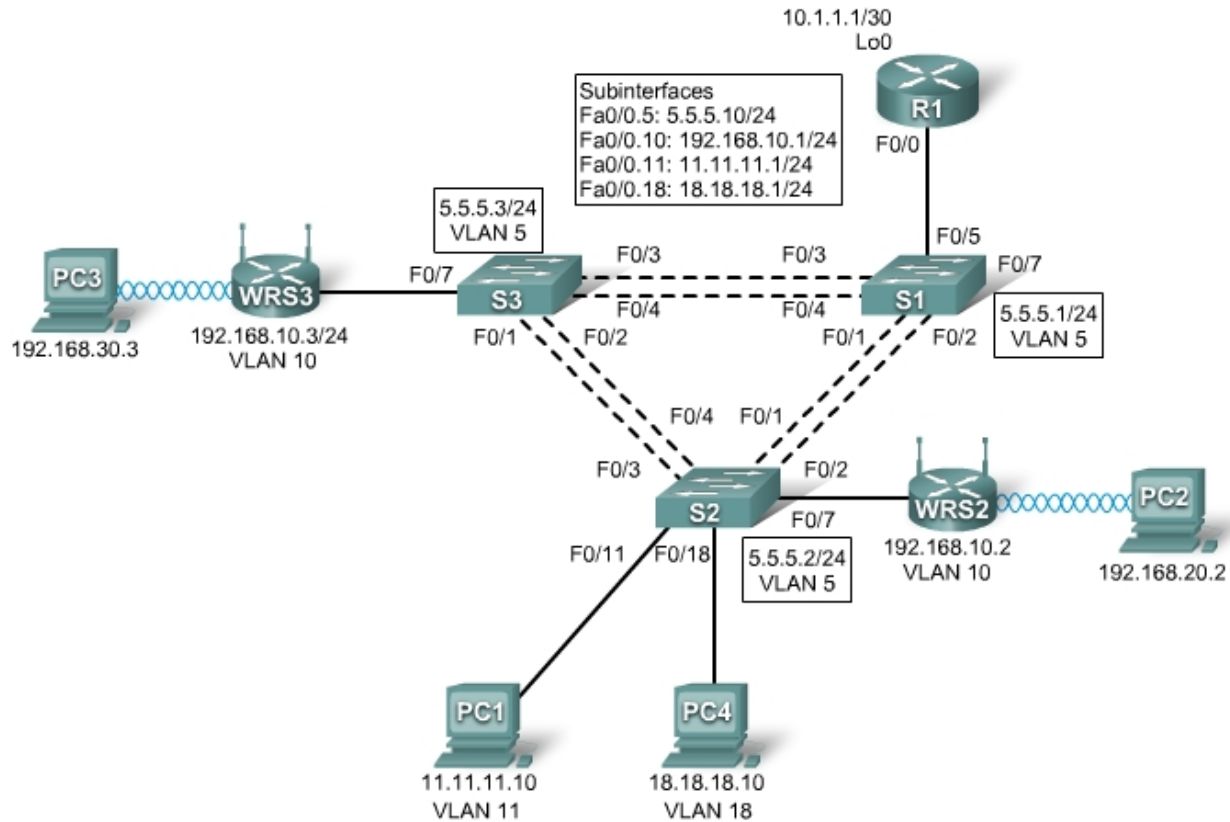 10.1.1.1/30
Lo0
R1
Subinterfaces
Fa0/0.5: 5.5.5.10/24
Fa0/0.10: 192.168.10.1/24
Fa0/0.11: 11.11.11.1/24
Fa0/0.18: 18.18.18.1/24
F0/0
5.5.5.3/24
VLAN 5
F0/5
F0/3
F0/3
F0/7
F0/7
PC3
WRS3
S3
S1
F0/4
F0/4
5.5.5.1/24
VLAN 5
192.168.30.3
192.168.10.3/24
VLAN 10
F0/1
F0/2
F0/1
F0/2
F0/4
F0/1
F0/3
F0/2
S2
WRS2
PC2
F0/7
F0/11
F0/18
5.5.5.2/24
VLAN 5
192.168.10.2
VLAN 10
192.168.20.2
PC1
PC4
11.11.11.10
VLAN 11
18.18.18.10
VLAN 18